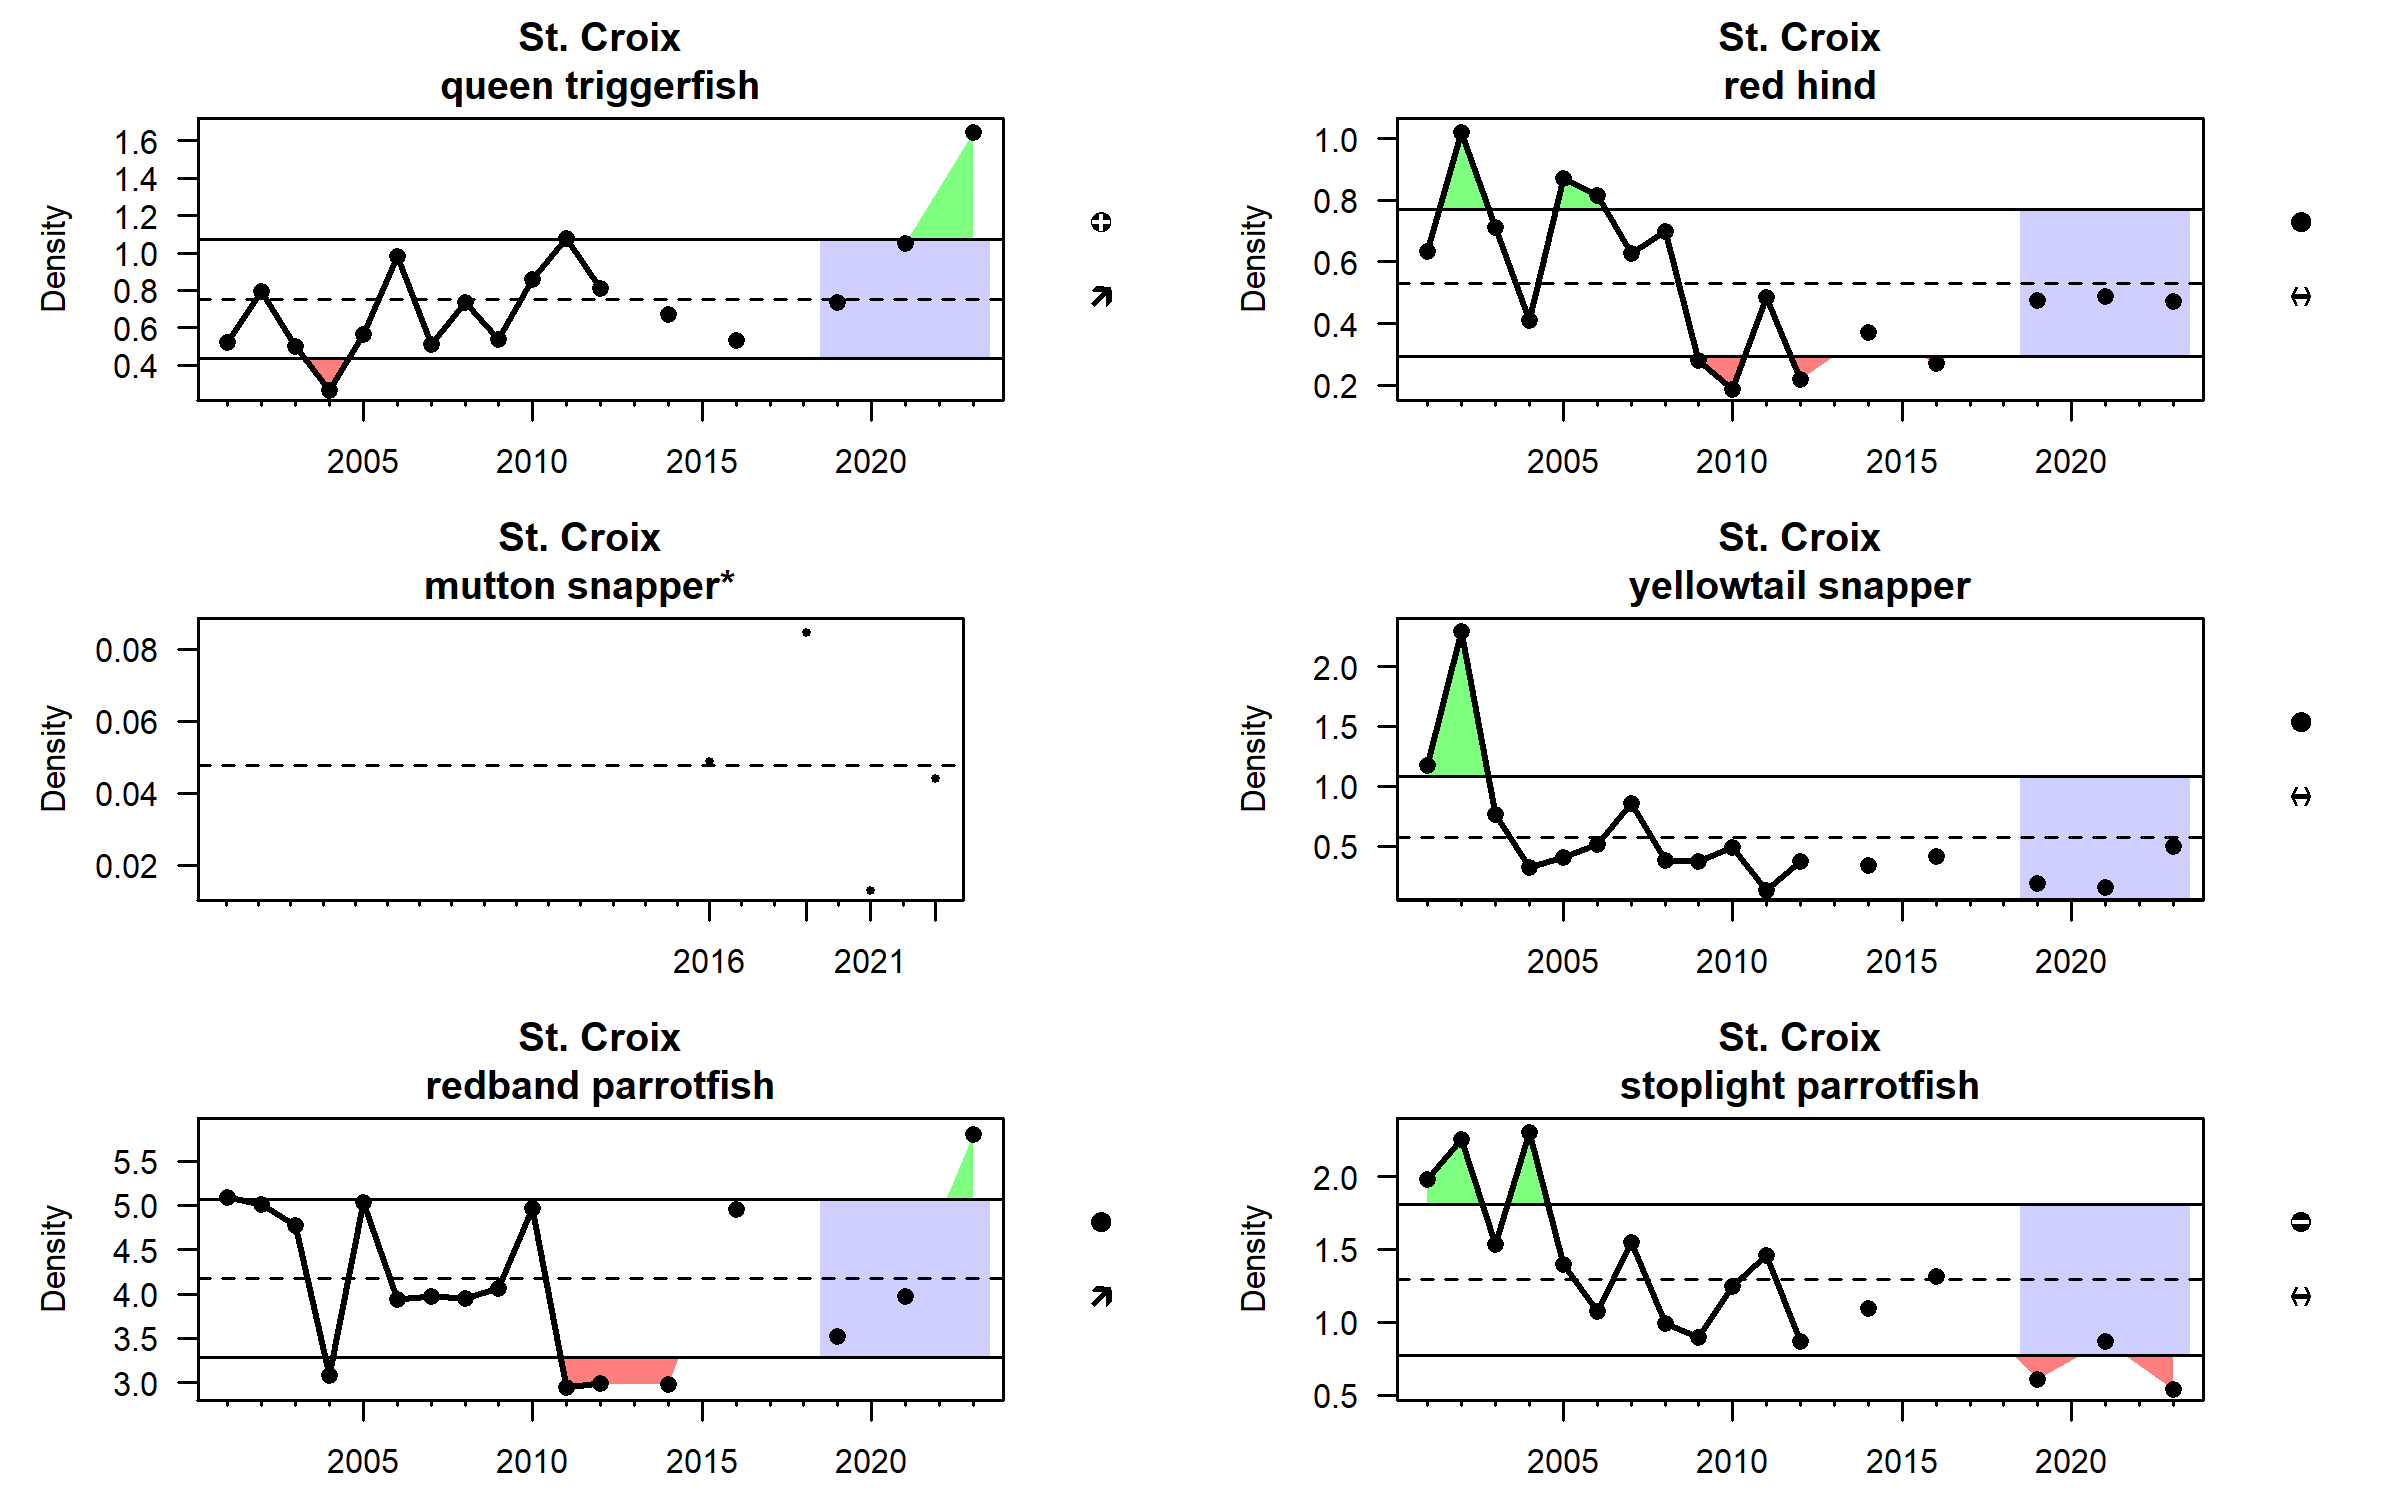 St. Croix
queen triggerfish
Density
1.6
1.4
1.2
1.0
0.8
0.6
0.4
2005 2010 2015 2020
St. Croix
red hind
Density
1.0
0.8
0.6
0.4
0.2
2005 2010 2015 2020
St. Croix
mutton snapper*
Density
0.08
0.06
0.04
0.02
2016 2021
St. Croix
yellowtail snapper
Density
2.0
1.5
1.0
0.5
2005 2010 2015 2020
St. Croix
redband parrotfish
Density
5.5
5.0
4.5
4.0
3.5
3.0
2005 2010 2015 2020
St. Croix
stoplight parrotfish
Density
2.0
1.5
1.0
0.5
2005 2010 2015 2020